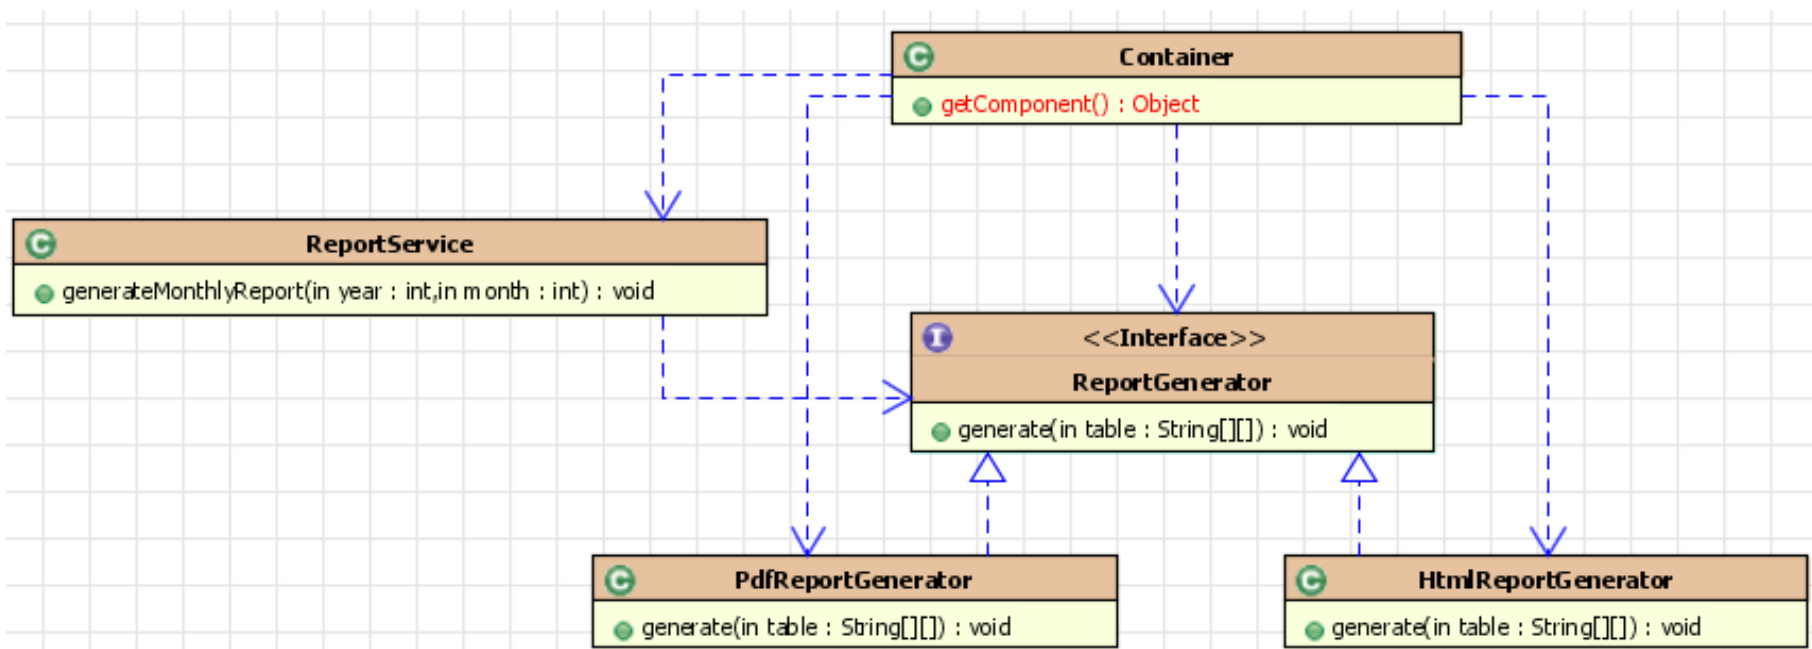 C Container
getComponent() : Object
C ReportService
generateMonthlyReport(in year : int,in month : int) : void
I <<Interface>>
ReportGenerator
generate(in table : String[][]) : void
C PdfReportGenerator
generate(in table : String[][]) : void
C HtmlReportGenerator
generate(in table : String[][]) : void